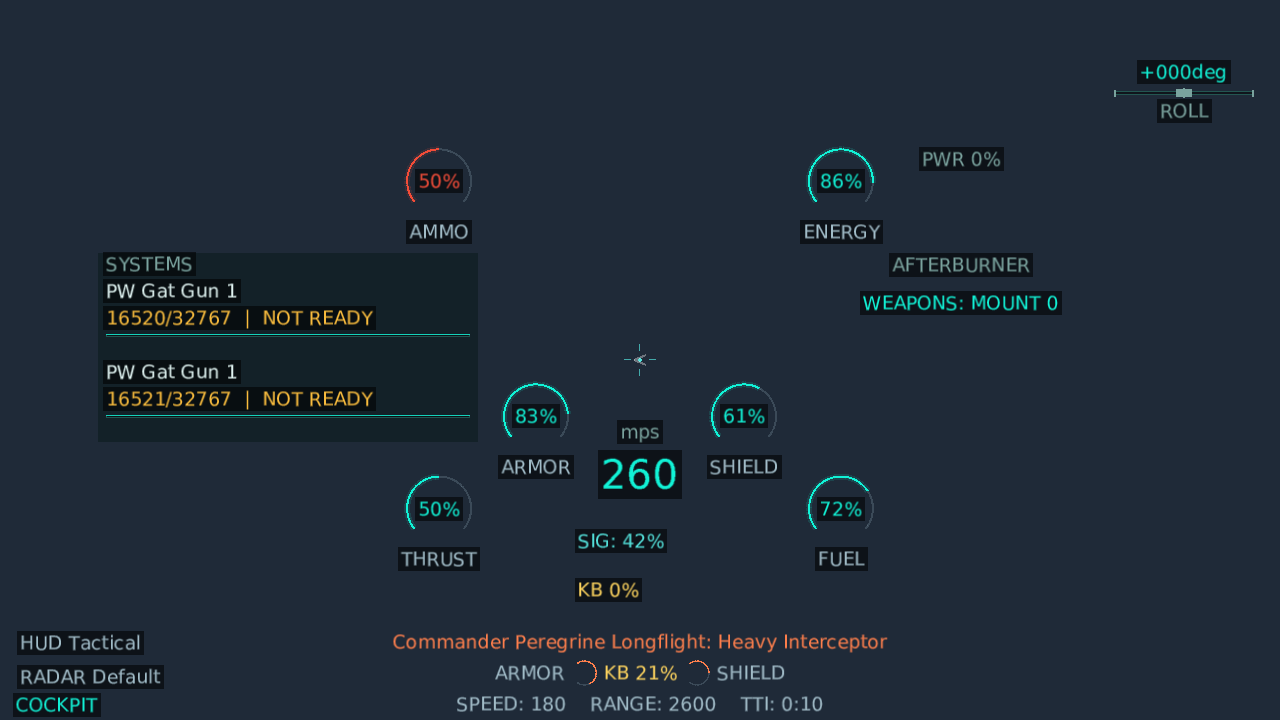 +000deg
ROLL
50%
86%
PWR 0%
AMMO
ENERGY
SYSTEMS
AFTERBURNER
PW Gat Gun 1
WEAPONS: MOUNT 0
16520/32767 | NOT READY
PW Gat Gun 1
16521/32767 | NOT READY
83%
61%
mps
ARMOR
260
SHIELD
50%
72%
SIG: 42%
THRUST
FUEL
KB 0%
HUD Tactical
Commander Peregrine Longflight: Heavy Interceptor
RADAR Default
ARMOR KB 21% SHIELD
COCKPIT
SPEED: 180 RANGE: 2600 TTI: 0:10